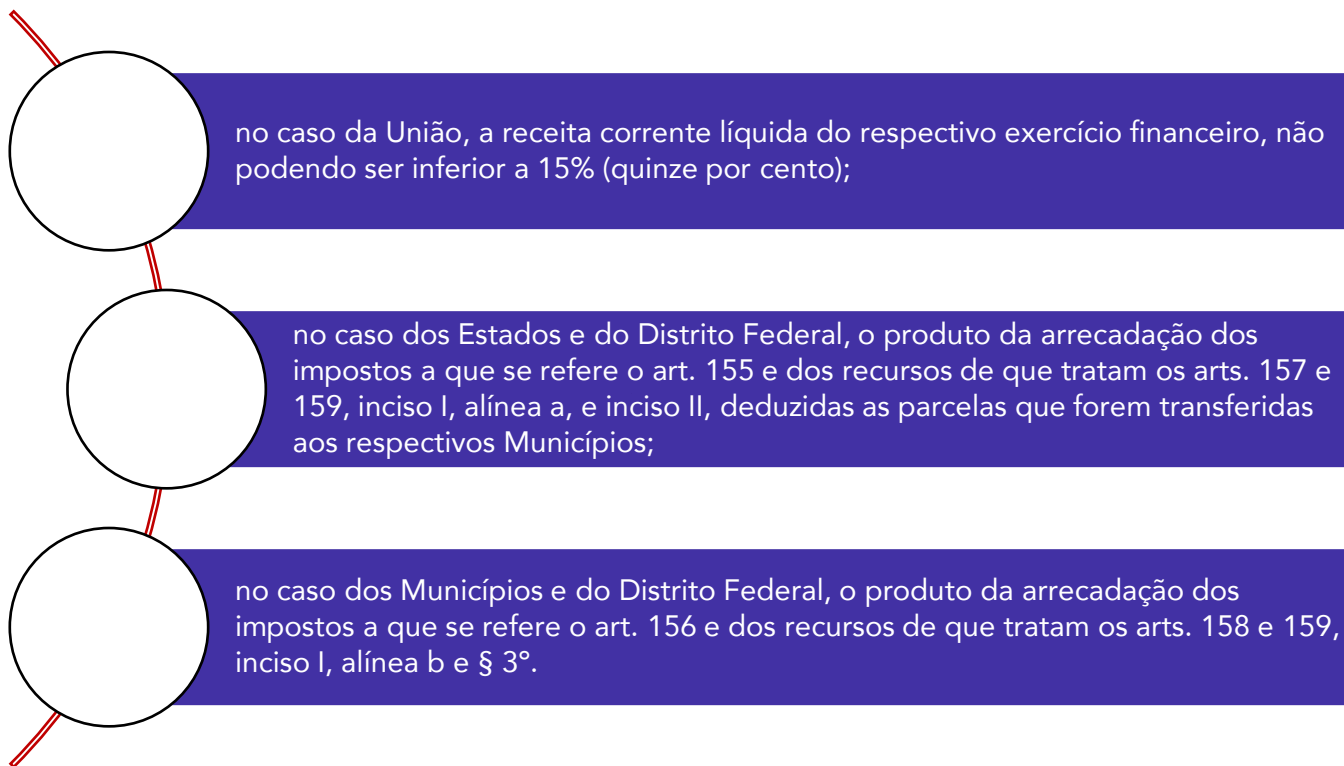 no caso da União, a receita corrente líquida do respectivo exercício financeiro, não
podendo ser inferior a 15% (quinze por cento);
no caso dos Estados e do Distrito Federal, o produto da arrecadação dos
impostos a que se refere o art. 155 e dos recursos de que tratam os arts. 157 e
159, inciso I, alínea a, e inciso II, deduzidas as parcelas que forem transferidas
aos respectivos Municípios;
no caso dos Municípios e do Distrito Federal, o produto da arrecadação dos
impostos a que se refere o art. 156 e dos recursos de que tratam os arts. 158 e 159,
inciso I, alínea b e § 3º.